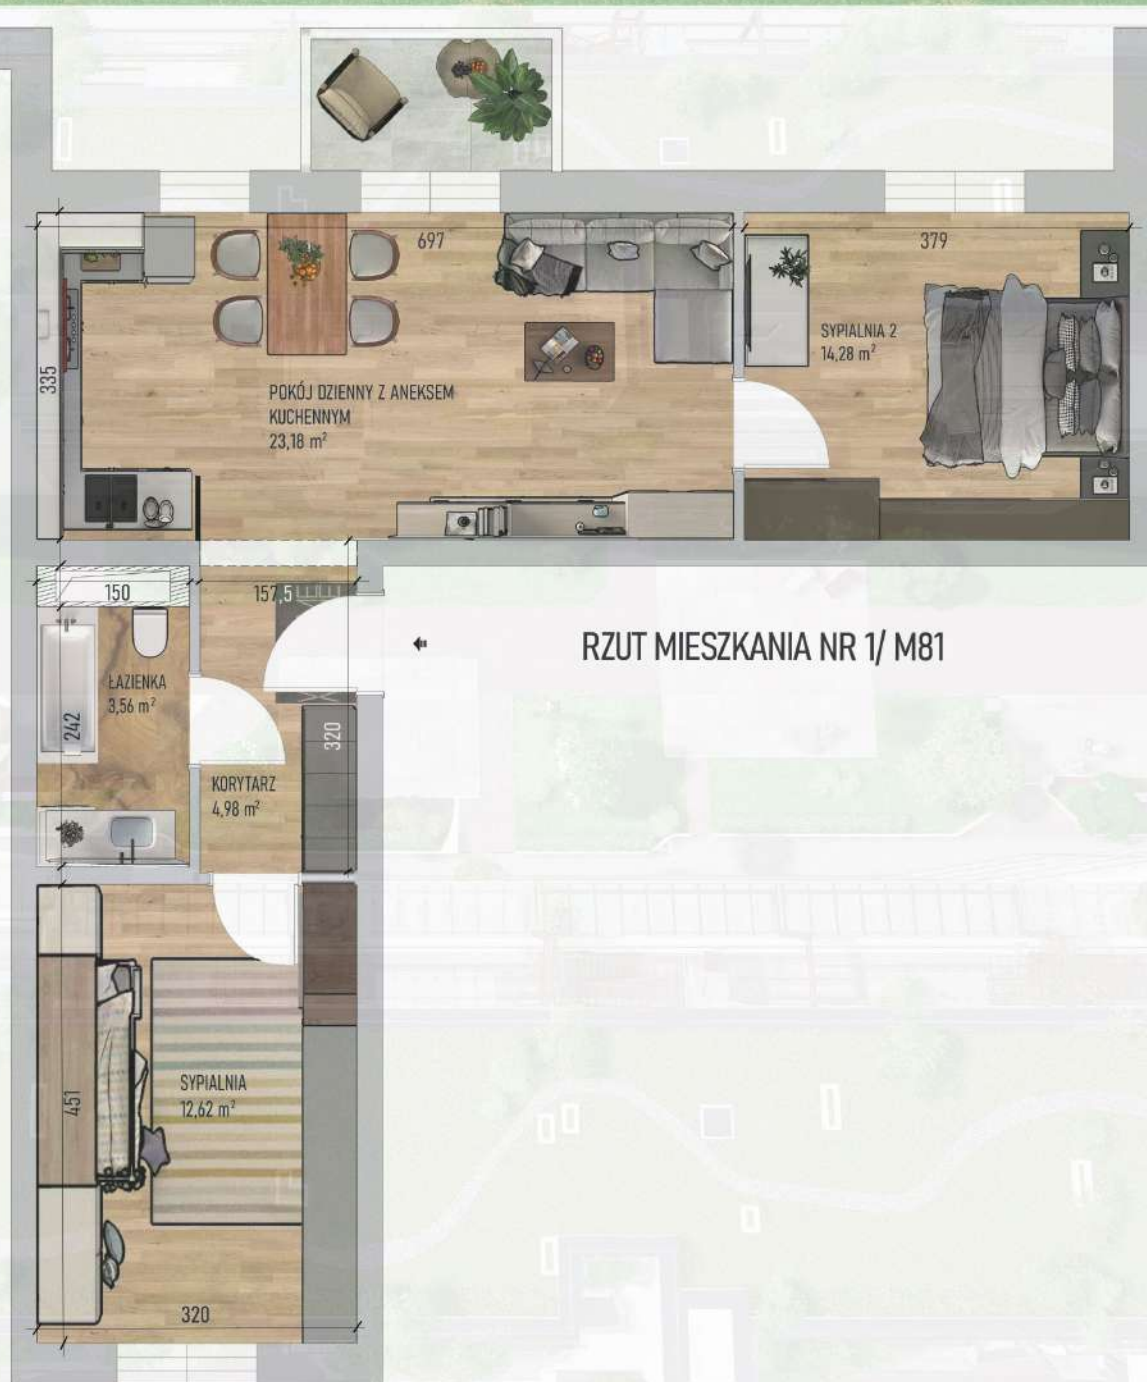 697
379
335
SYPIALNIA 2
14,28 m²
POKÓJ DZIENNY Z ANEKSEM
KUCHENNYM
23,18 m²
150
157,5
RZUT MIESZKANIA NR 1/ M81
ŁAZIENKA
3,56 m²
242
320
KORYTARZ
4,98 m²
SYPIALNIA
12,62 m²
451
320